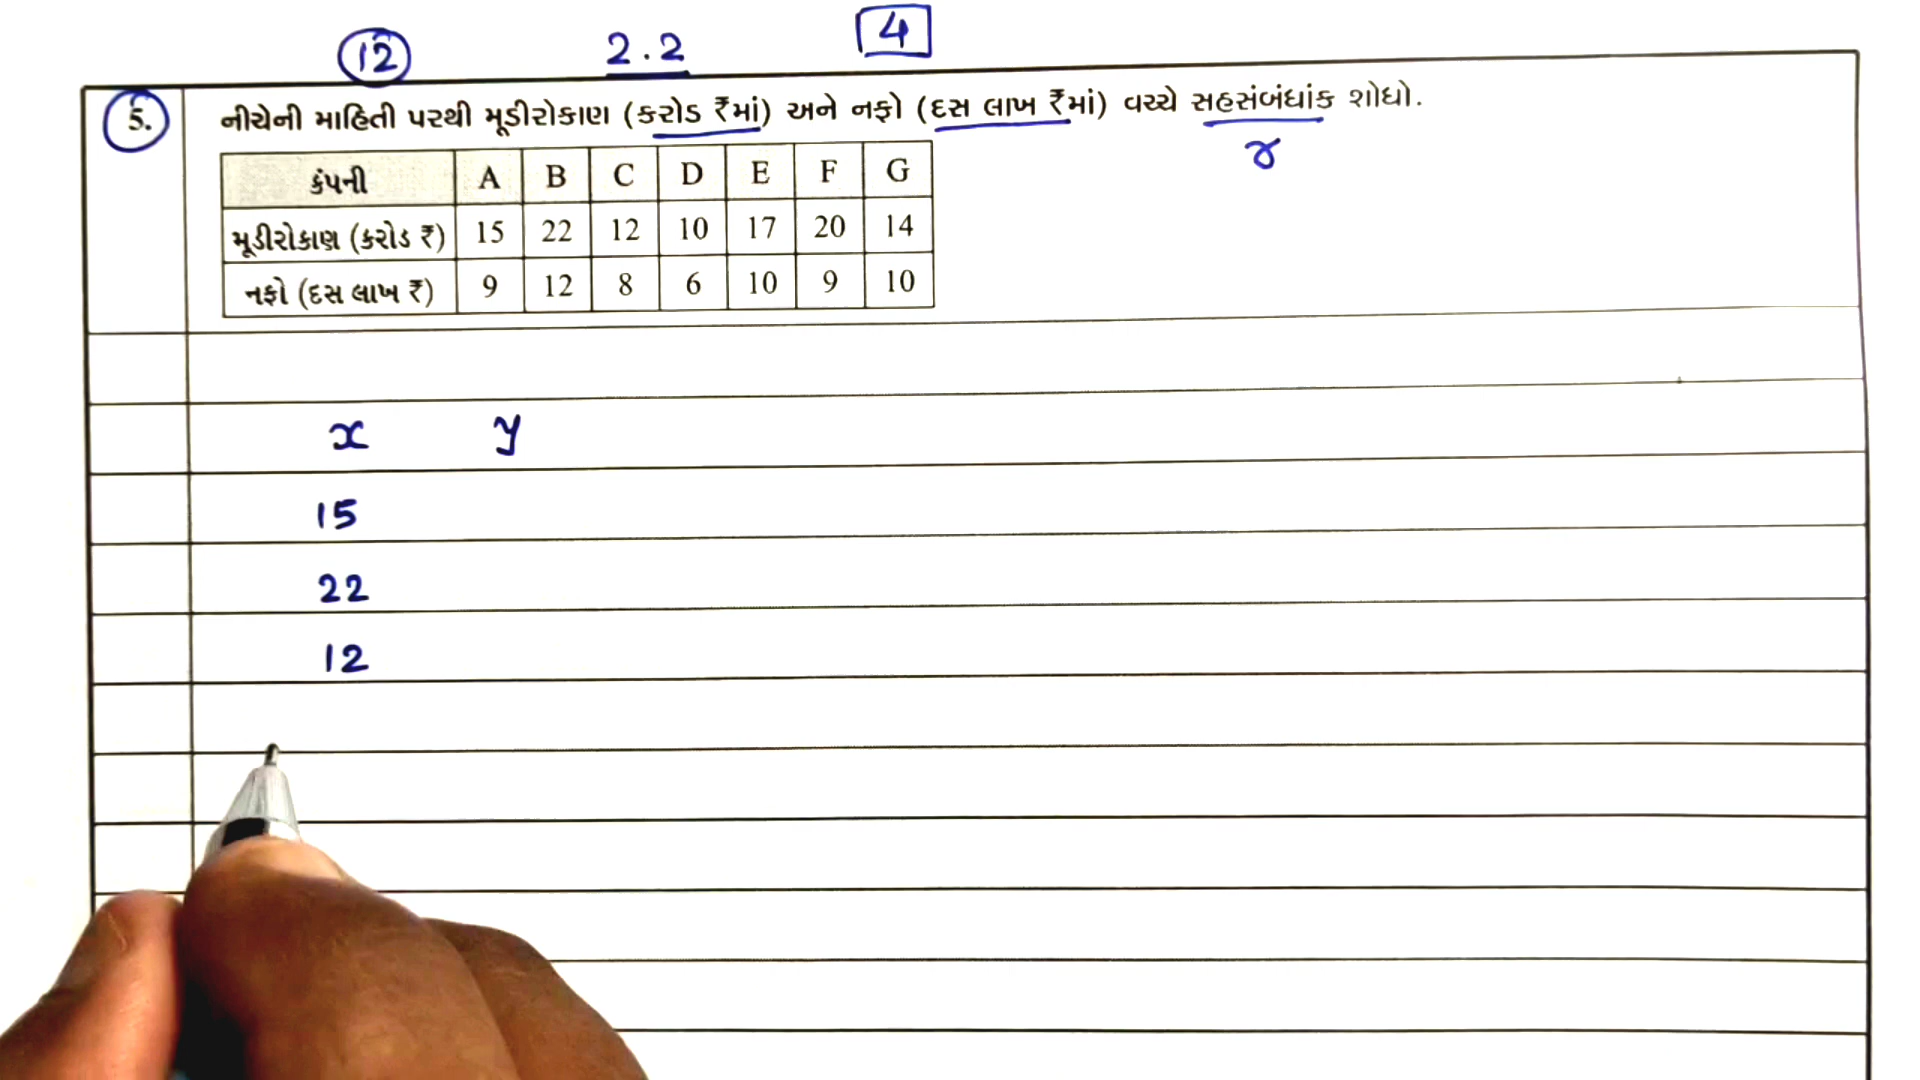 12 2.2 4
5. નીચેની માહિતી પરથી મૂડીરોકાણ (કરોડ ₹માં) અને નફો (દસ લાખ ₹માં) વચ્ચે સહસંબંધાંક શોધો.
r
કંપની A B C D E F G
મૂડીરોકાણ (કરોડ ₹) 15 22 12 10 17 20 14
નફો (દસ લાખ ₹) 9 12 8 6 10 9 10
x y
15
22
12